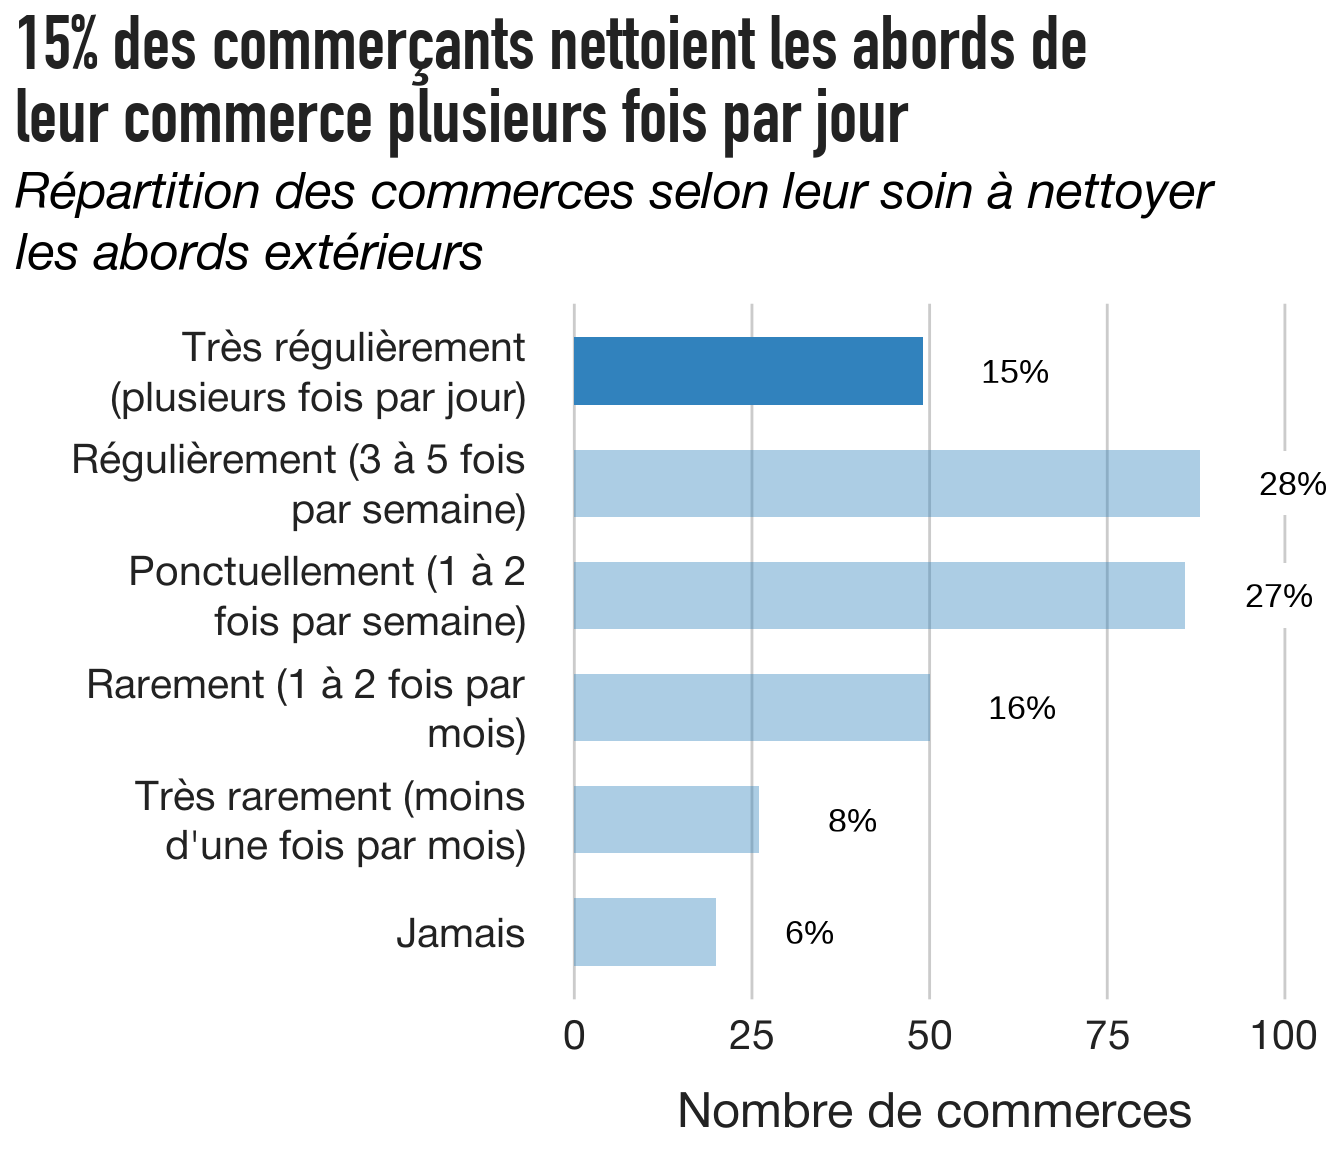 15% des commerçants nettoient les abords de
leur commerce plusieurs fois par jour
Répartition des commerces selon leur soin à nettoyer
les abords extérieurs
Très régulièrement
(plusieurs fois par jour)
15%
Régulièrement (3 à 5 fois
par semaine)
28%
Ponctuellement (1 à 2
fois par semaine)
27%
Rarement (1 à 2 fois par
mois)
16%
Très rarement (moins
d'une fois par mois)
8%
Jamais
6%
0 25 50 75 100
Nombre de commerces